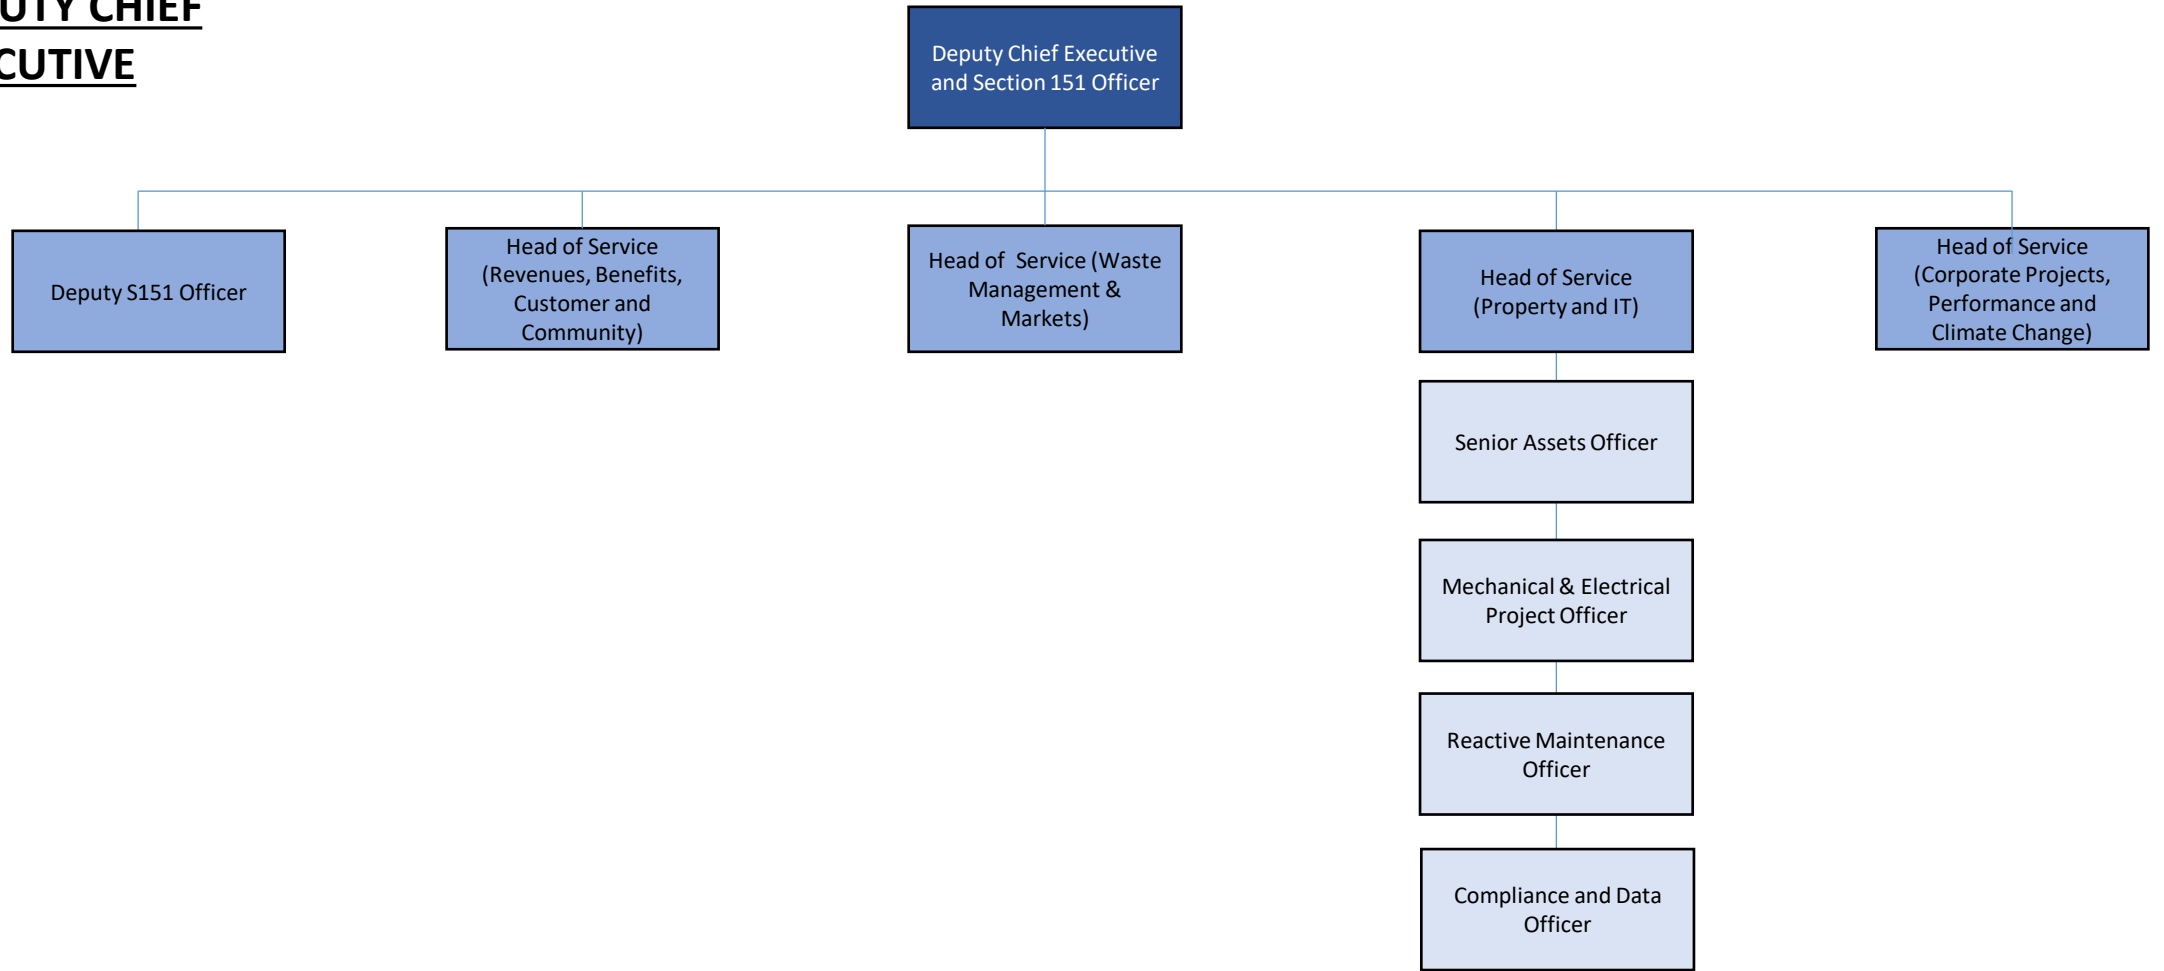 UTY CHIEF
CUTIVE
Deputy Chief Executive
and Section 151 Officer
Deputy S151 Officer
Head of Service
(Revenues, Benefits,
Customer and
Community)
Head of  Service (Waste
Management &
Markets)
Head of Service
(Property and IT)
Head of Service
(Corporate Projects,
Performance and
Climate Change)
Senior Assets Officer
Mechanical & Electrical
Project Officer
Reactive Maintenance
Officer
Compliance and Data
Officer